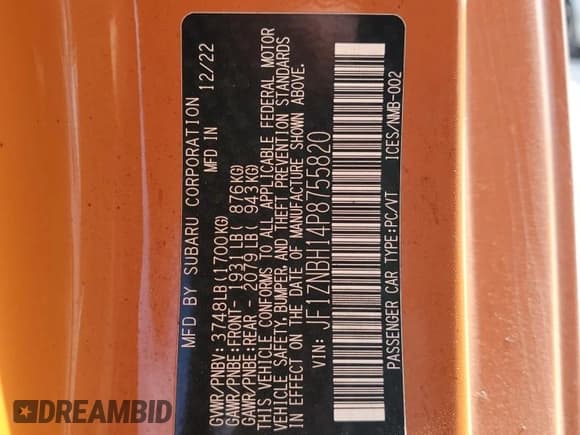 MFD BY SUBARU CORPORATION 12/22
MFD IN
GVWR/PNBV: 3748LB(1700KG)
GAWR/PNBE:FRONT- 1931LB( 876KG)
GAWR/PNBE:REAR - 2079LB( 943KG)
THIS VEHICLE CONFORMS TO ALL APPLICABLE FEDERAL MOTOR
VEHICLE SAFETY, BUMPER, AND THEFT PREVENTION STANDARDS
IN EFFECT ON THE DATE OF MANUFACTURE SHOWN ABOVE.
VIN: JF1ZNBH14P8755820
PASSENGER CAR TYPE:PC/VT ICES/NMB-002
DREAMBID